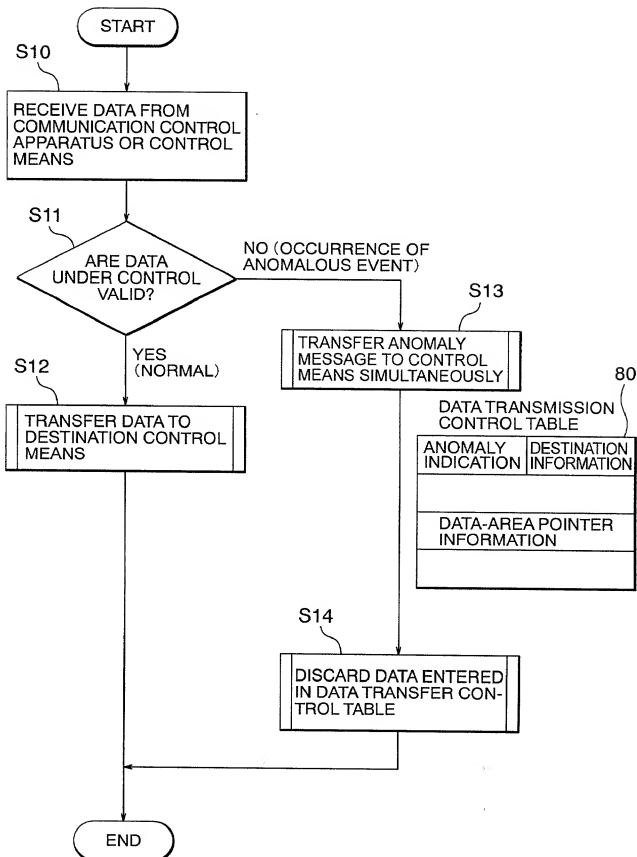 START
S10
RECEIVE DATA FROM
COMMUNICATION CONTROL
APPARATUS OR CONTROL
MEANS
S11
ARE DATA
UNDER CONTROL
VALID?
NO (OCCURRENCE OF
ANOMALOUS EVENT)
YES
(NORMAL)
S12
TRANSFER DATA TO
DESTINATION CONTROL
MEANS
S13
TRANSFER ANOMALY
MESSAGE TO CONTROL
MEANS SIMULTANEOUSLY
80
DATA TRANSMISSION
CONTROL TABLE
ANOMALY
INDICATION
DESTINATION
INFORMATION
DATA-AREA POINTER
INFORMATION
S14
DISCARD DATA ENTERED
IN DATA TRANSFER CON-
TROL TABLE
END